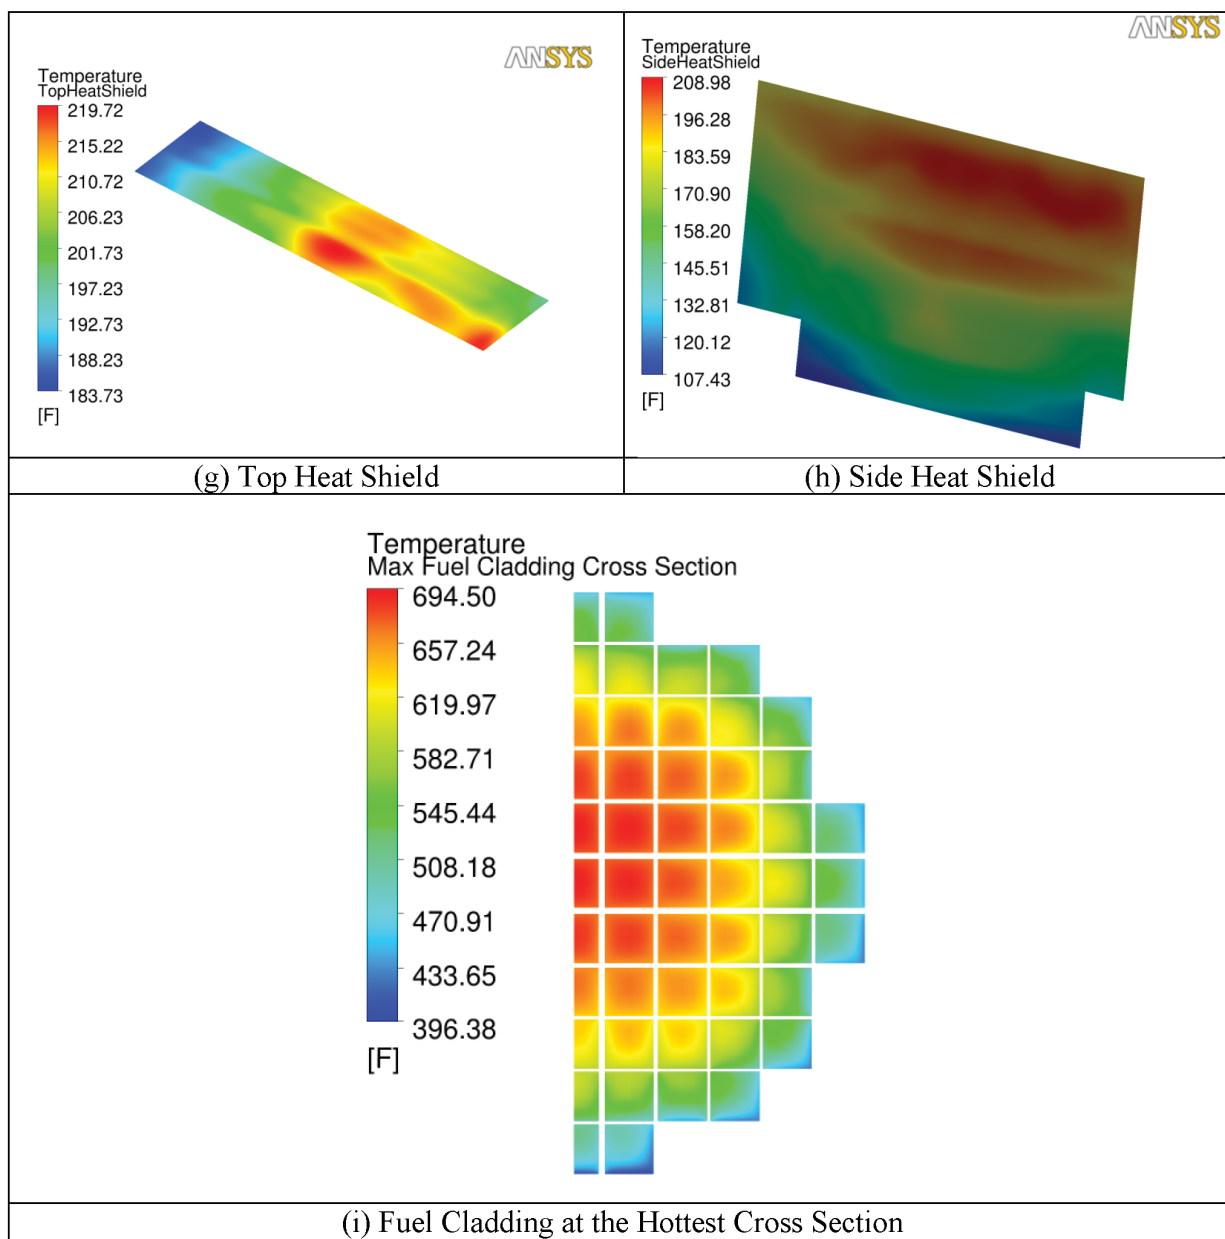 ANSYS
Temperature
TopHeatShield
219.72
215.22
210.72
206.23
201.73
197.23
192.73
188.23
183.73
[F]
(g) Top Heat Shield
ANSYS
Temperature
SideHeatShield
208.98
196.28
183.59
170.90
158.20
145.51
132.81
120.12
107.43
[F]
(h) Side Heat Shield
Temperature
Max Fuel Cladding Cross Section
694.50
657.24
619.97
582.71
545.44
508.18
470.91
433.65
396.38
[F]
(i) Fuel Cladding at the Hottest Cross Section